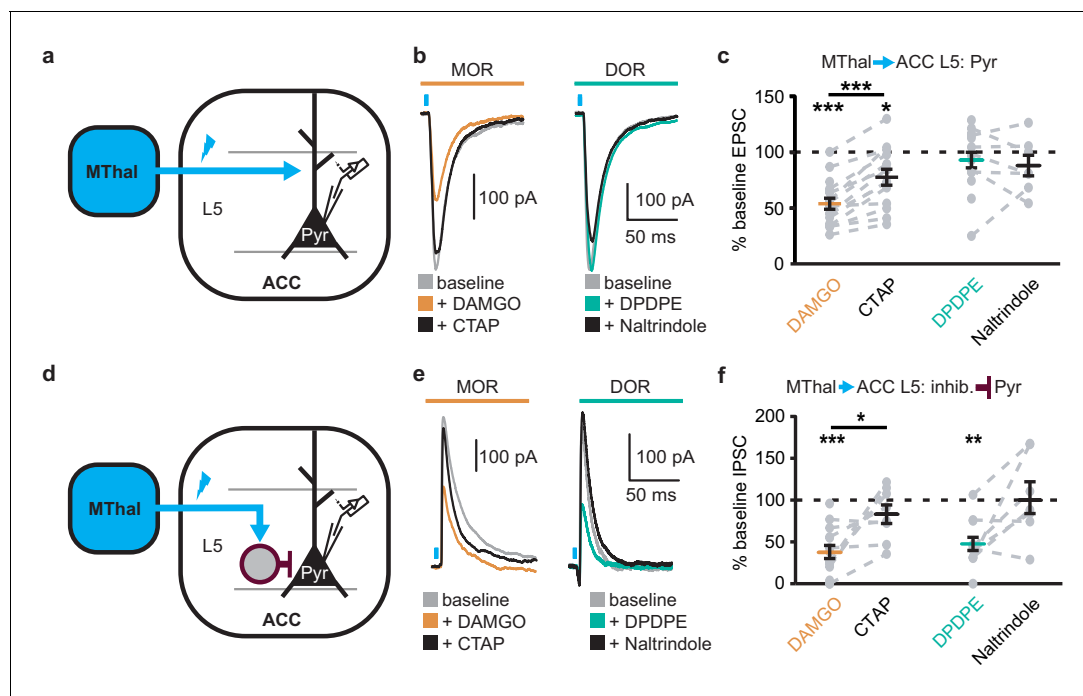 a
MThal
L5
Pyr
ACC
b
MOR
DOR
100 pA
100 pA
50 ms
baseline
+ DAMGO
+ CTAP
baseline
+ DPDPE
+ Naltrindole
c
MThal ACC L5: Pyr
***
*** *
% baseline EPSC
150
100
50
0
DAMGO
CTAP
DPDPE
Naltrindole
d
MThal
L5
Pyr
ACC
e
MOR
DOR
100 pA
100 pA
50 ms
baseline
+ DAMGO
+ CTAP
baseline
+ DPDPE
+ Naltrindole
f
MThal ACC L5: inhib. Pyr
*
*** **
% baseline IPSC
200
150
100
50
0
DAMGO
CTAP
DPDPE
Naltrindole